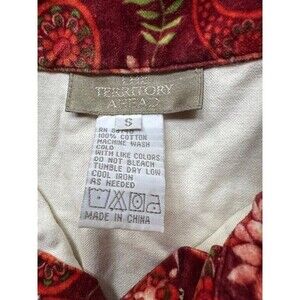 THE
TERRITORY
AHEAD
S
RN
100% COTTON
MACHINE WASH
COLD
WITH LIKE COLORS
DO NOT BLEACH
TUMBLE DRY LOW
COOL IRON
AS NEEDED
MADE IN CHINA